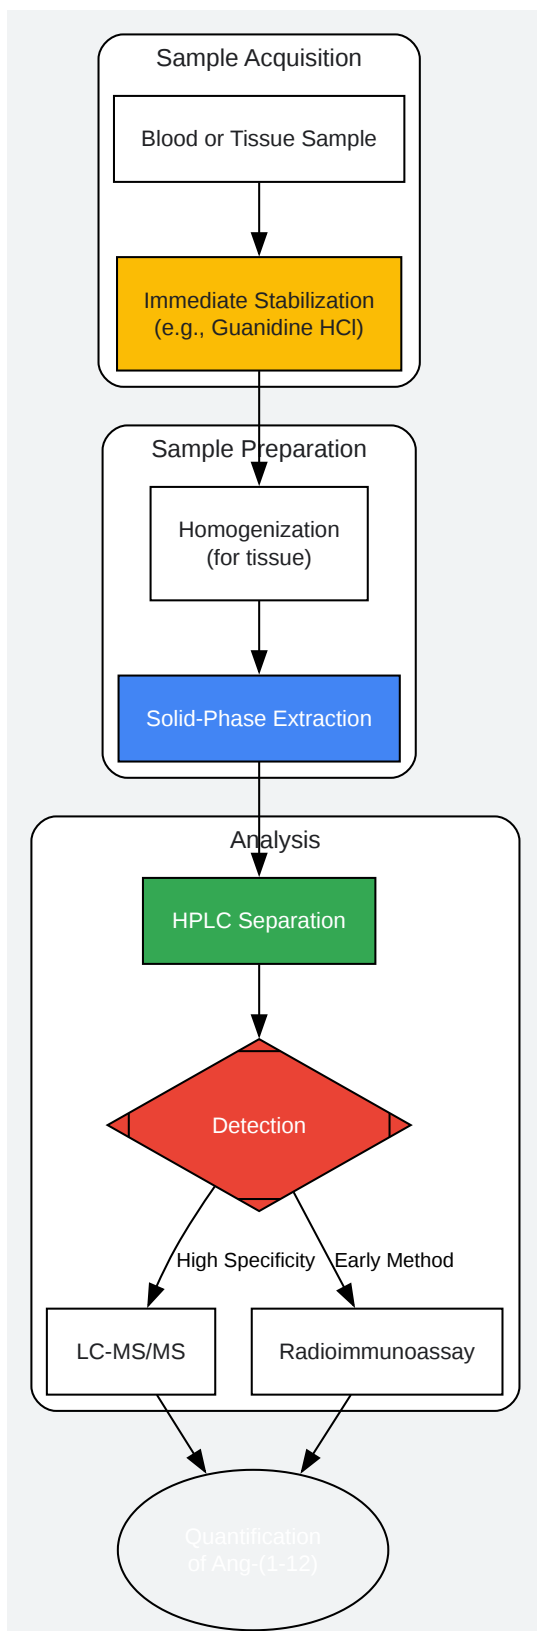 Sample Acquisition
Blood or Tissue Sample
Immediate Stabilization
(e.g., Guanidine HCl)
Sample Preparation
Homogenization
(for tissue)
Solid-Phase Extraction
Analysis
HPLC Separation
Detection
High Specificity
Early Method
LC-MS/MS
Radioimmunoassay
Quantification
of Ang-(1-12)